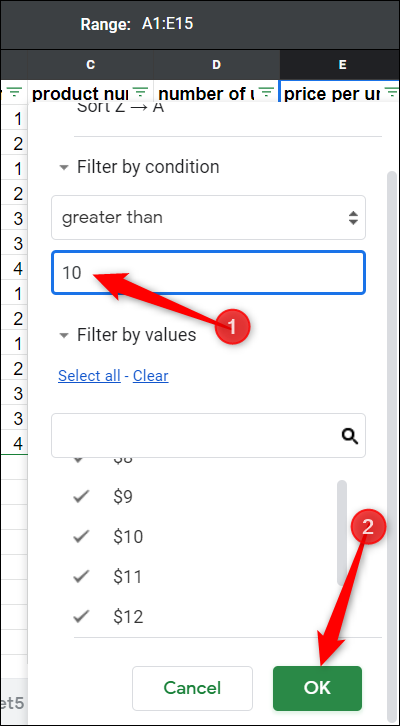 Range: A1:E15
C D E
product nur number of u price per ur
1
Sort Z → A
2
1
Filter by condition
2
3
greater than
3
4
10
1
1
2
Filter by values
1
2
Select all - Clear
3
3
4
$8
$9
$10
2
$11
$12
Cancel OK
et5